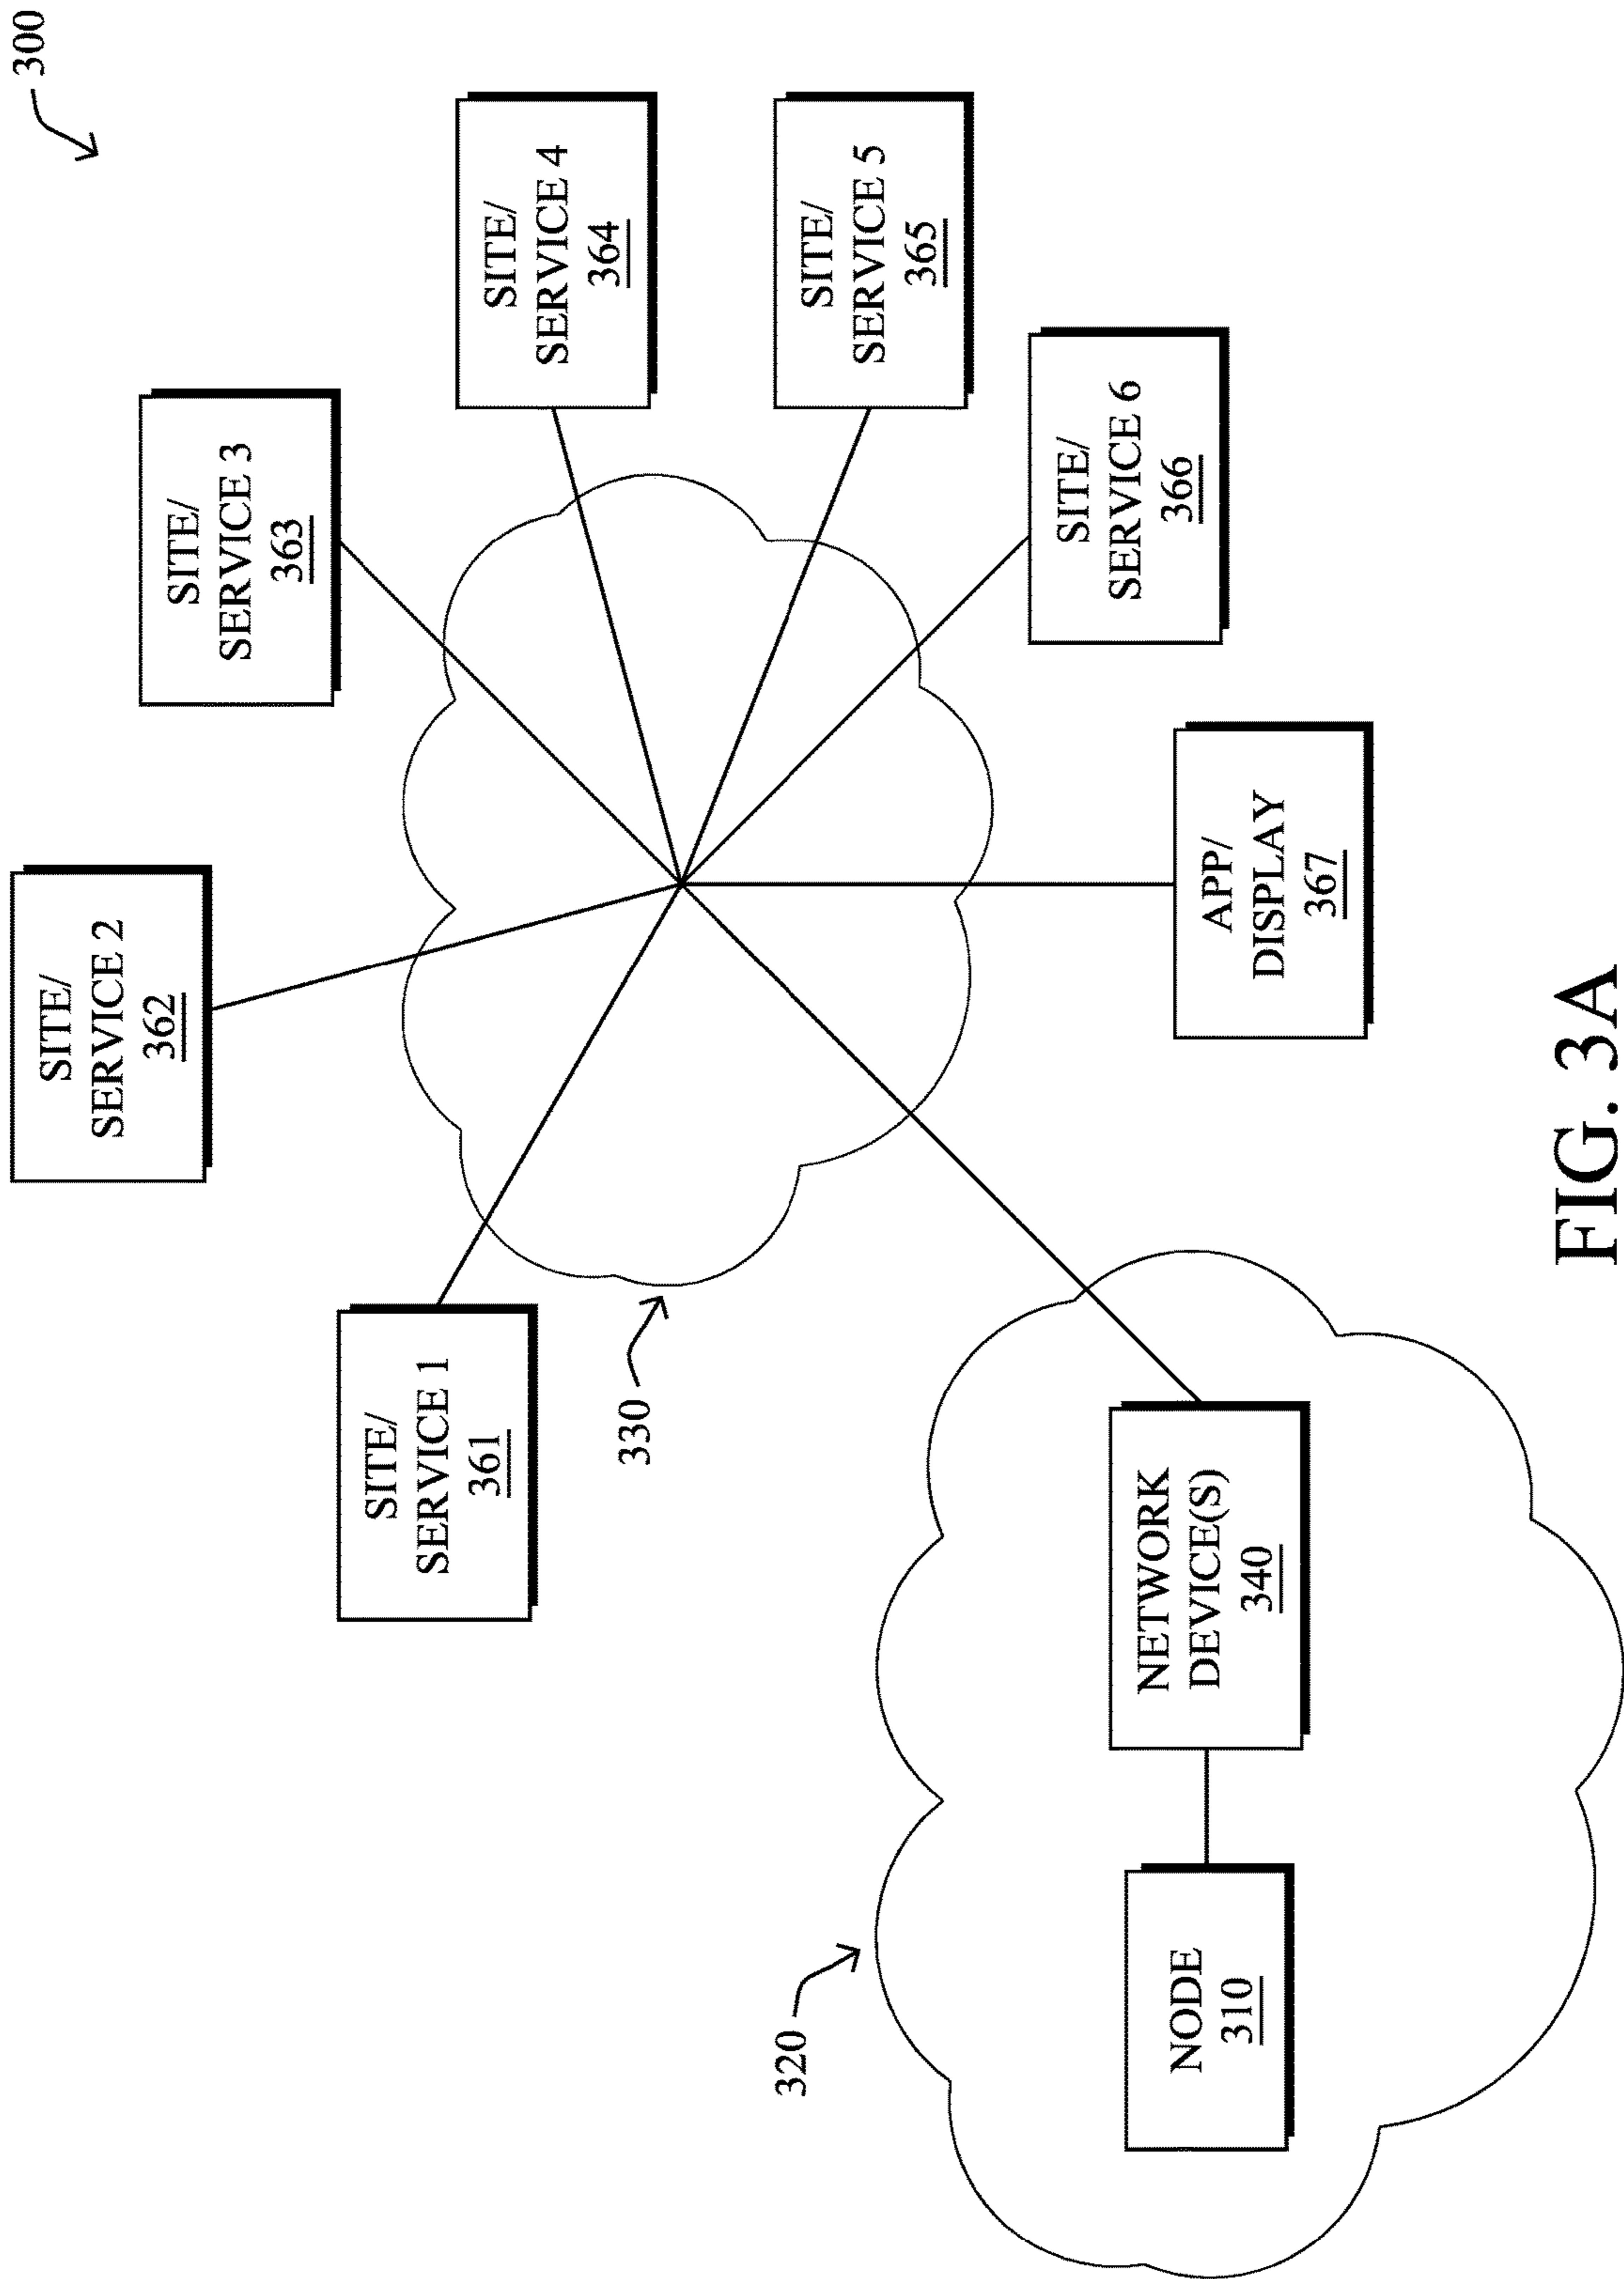 300
SITE/
SERVICE 2
362
SITE/
SERVICE 3
363
SITE/
SERVICE 1
361
SITE/
SERVICE 4
364
330
SITE/
SERVICE 5
365
320
SITE/
SERVICE 6
366
NODE
310
NETWORK
DEVICE(S)
340
APP/
DISPLAY
367
FIG. 3A